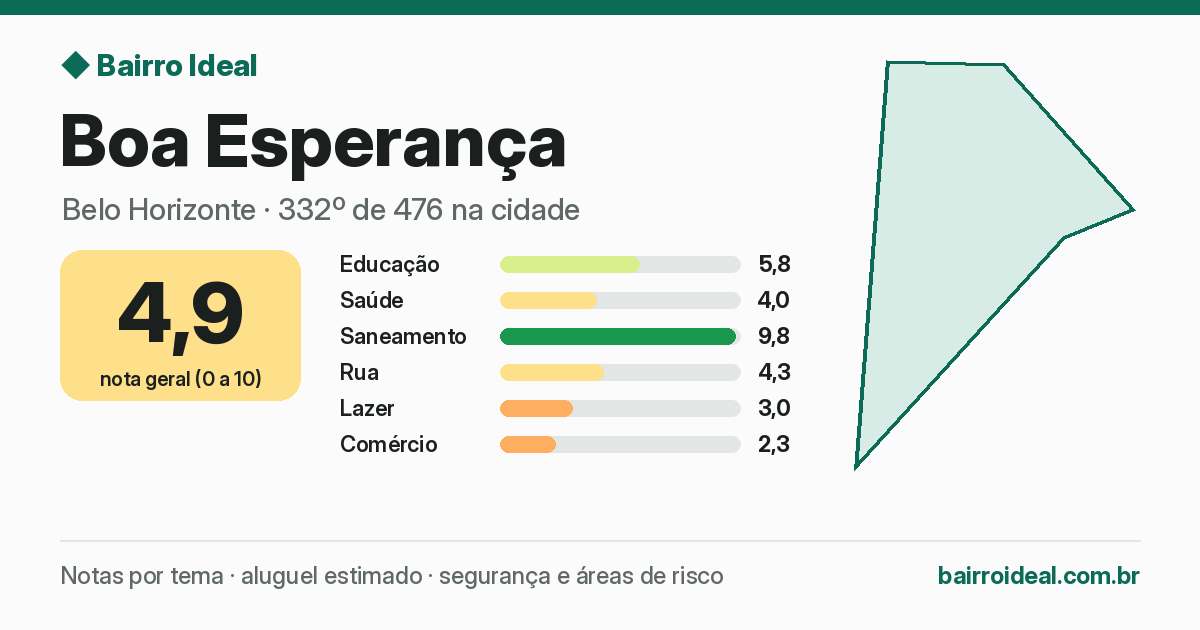 Bairro Ideal
Boa Esperança
Belo Horizonte · 332º de 476 na cidade
4,9
nota geral (0 a 10)
Educação 5,8
Saúde 4,0
Saneamento 9,8
Rua 4,3
Lazer 3,0
Comércio 2,3
Notas por tema · aluguel estimado · segurança e áreas de risco
bairroideal.com.br